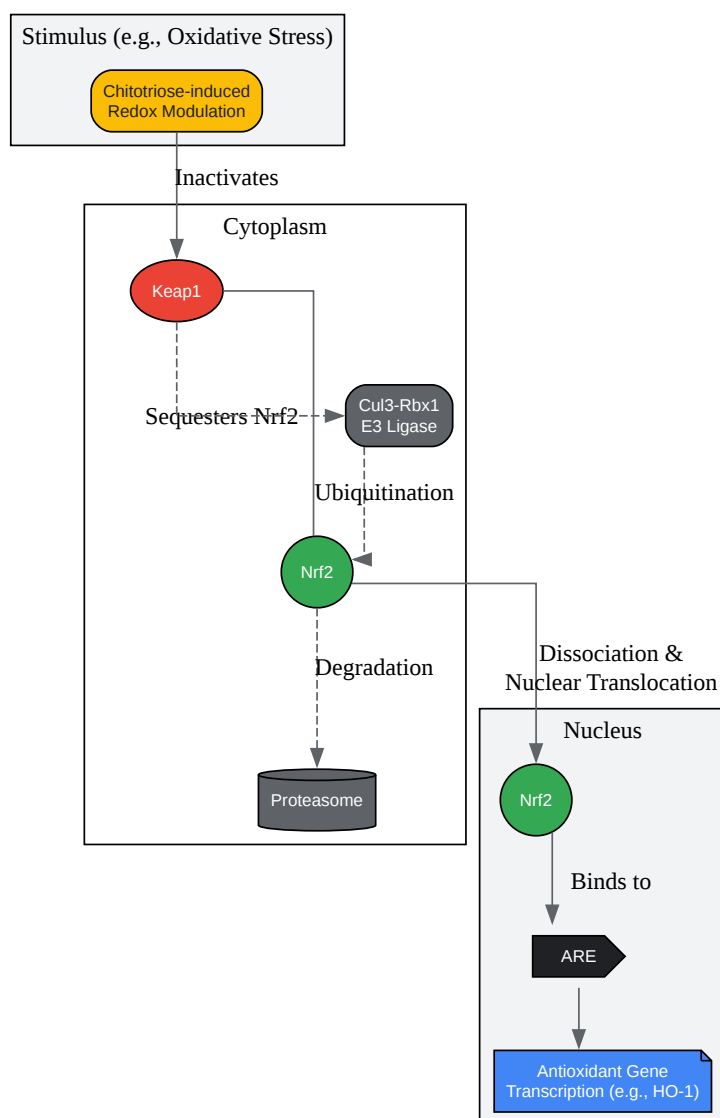 Stimulus (e.g., Oxidative Stress)
Chitotriose-induced
Redox Modulation
Inactivates
Cytoplasm
Keap1
Sequesters Nrf2
Cul3-Rbx1
E3 Ligase
Ubiquitination
Nrf2
Degradation
Proteasome
Dissociation &
Nuclear Translocation
Nucleus
Nrf2
Binds to
ARE
Antioxidant Gene
Transcription (e.g., HO-1)